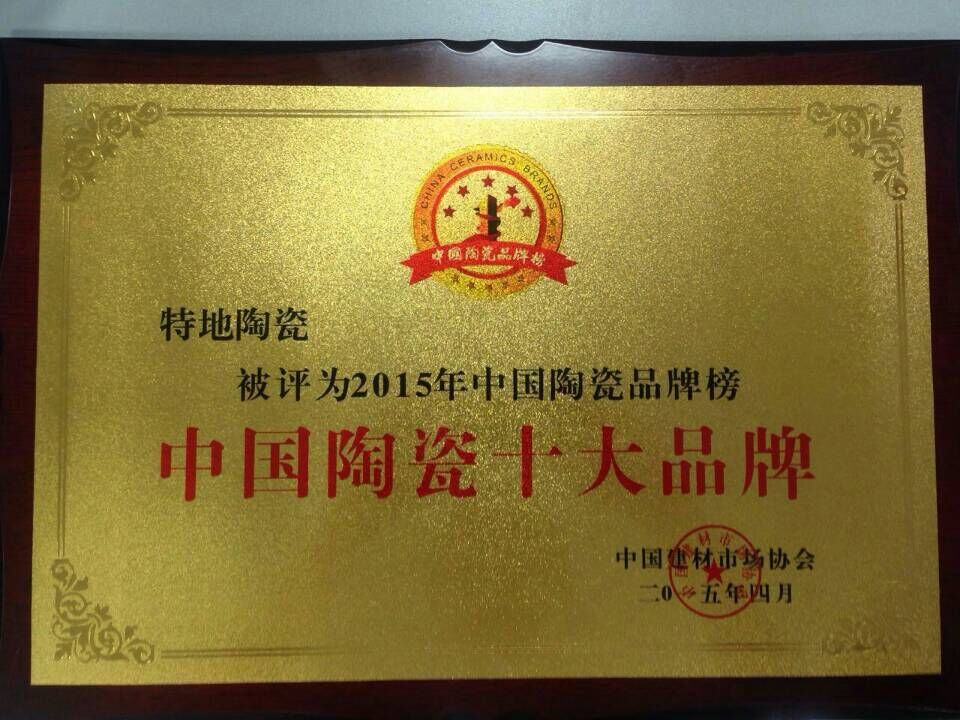 CHINA CERAMICS BRANDS
中国陶瓷品牌榜
特地陶瓷
被评为2015年中国陶瓷品牌榜
中国陶瓷十大品牌
中国建材市场协会
二0一五年四月